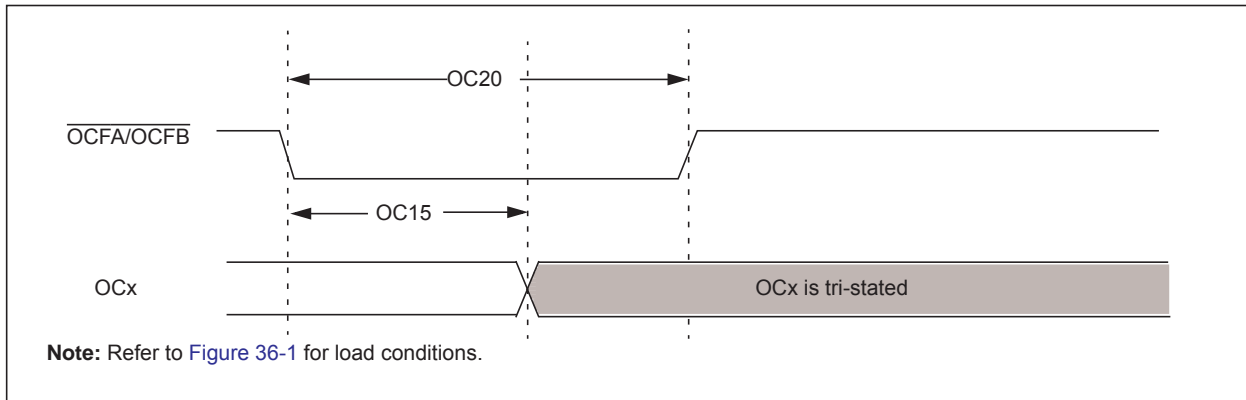 OC20
OCFA/OCFB
OC15
OCx
OCx is tri-stated
Note: Refer to Figure 36-1 for load conditions.